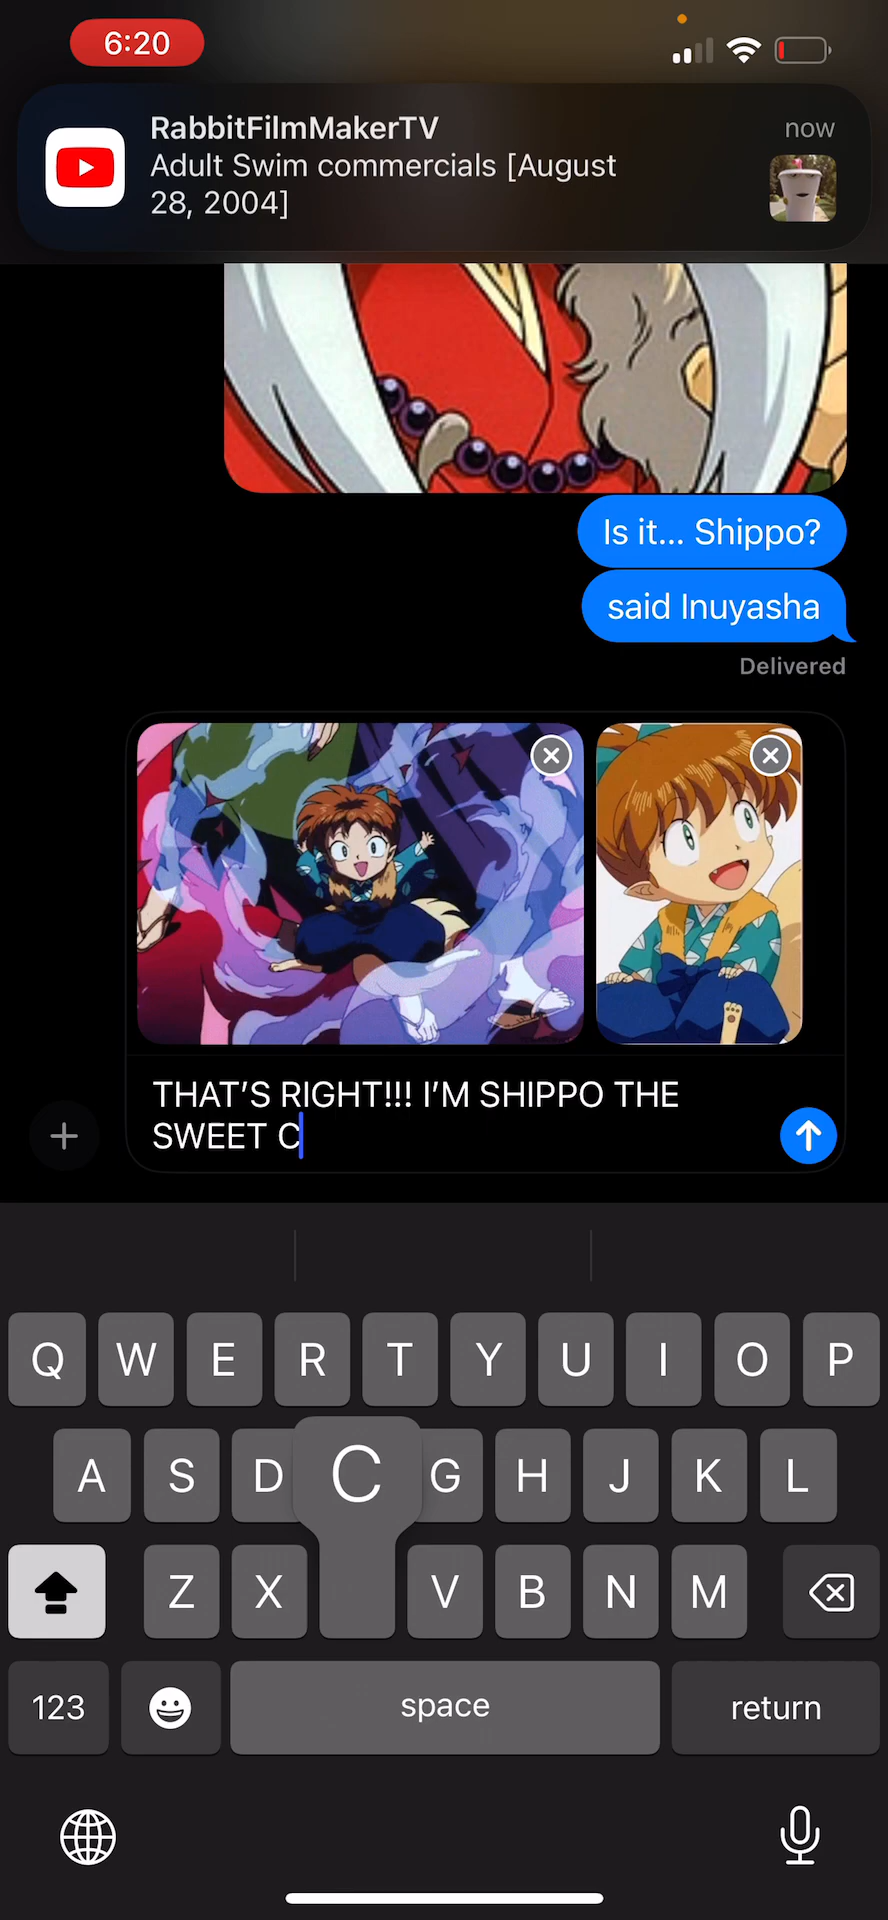 6:20
RabbitFilmMakerTV
now
Adult Swim commercials [August
28, 2004]
Is it... Shippo?
said Inuyasha
Delivered
THAT’S RIGHT!!! I’M SHIPPO THE
SWEET C
Q W E R T Y U I O P
A S D C G H J K L
Z X V B N M
123 space return